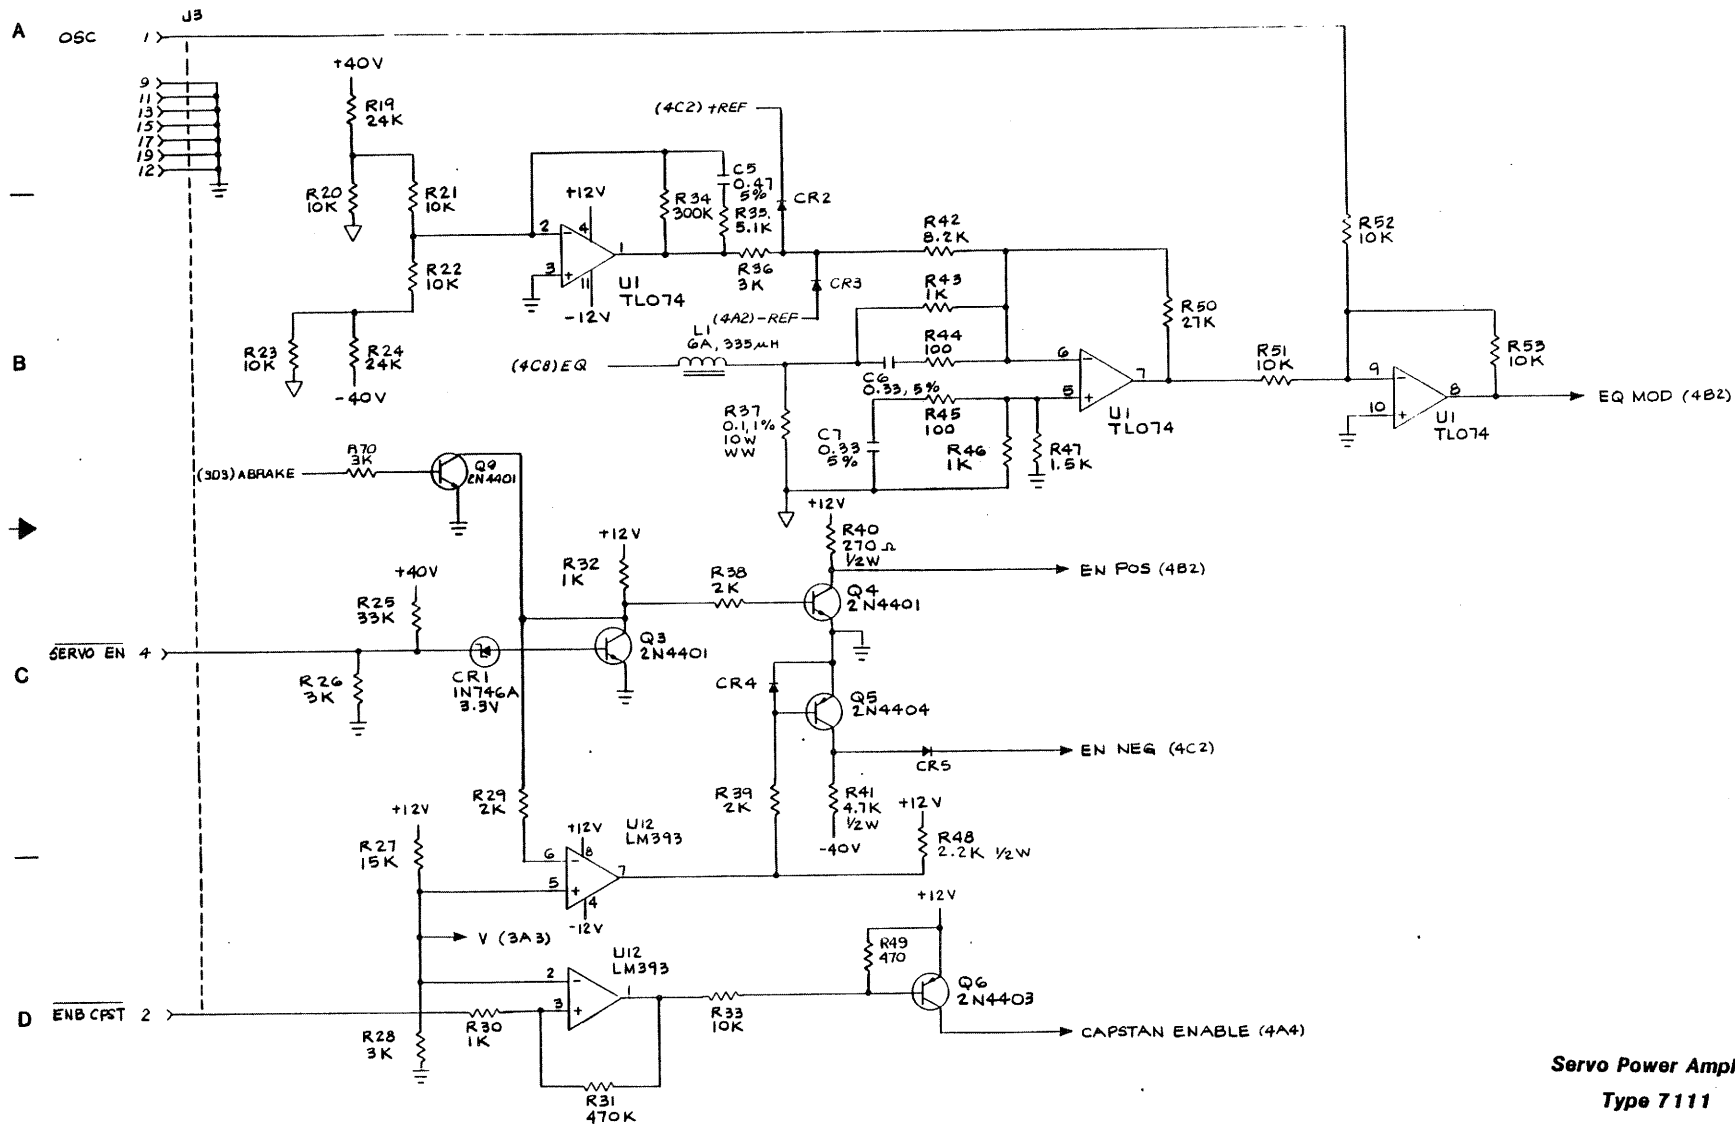 J3
A OSC 1
9
11
13
15
17
19
12
+40V
R19
24K
R20
10K
R21
10K
R22
10K
R23
10K
R24
24K
-40V
(4C2) +REF
+12V
2
4
3
11
1
-12V
U1
TL074
R34
300K
C5
0.47
5%
R35
5.1K
CR2
R36
3K
CR3
(4A2)-REF
R42
8.2K
R43
1K
R44
100
R50
27K
R52
10K
B
(4C8) EQ
L1
6A, 335µH
C6
0.33, 5%
R37
0.1, 1%
10W
WW
C7
0.33
5%
R45
100
R46
1K
R47
1.5K
6
5
7
U1
TL074
R51
10K
R53
10K
9
10
8
U1
TL074
EQ MOD (4B2)
(3D3) ABRAKE
R70
3K
Q9
2N4401
+12V
R32
1K
R38
2K
+12V
R40
270Ω
1/2W
Q4
2N4401
EN POS (4B2)
+40V
R25
33K
C
SERVO EN 4
R26
3K
CR1
1N746A
3.3V
Q3
2N4401
CR4
Q5
2N4404
CR5
EN NEG (4C2)
R29
2K
R39
2K
R41
4.7K
1/2W
-40V
+12V
R48
2.2K 1/2W
+12V
R27
15K
+12V
U12
LM393
6
8
5
4
7
-12V
V (3A3)
U12
LM393
2
3
1
+12V
R49
470
Q6
2N4403
D
ENB CPST 2
R28
3K
R30
1K
R31
470K
R33
10K
CAPSTAN ENABLE (4A4)
Servo Power Ampl
Type 7111